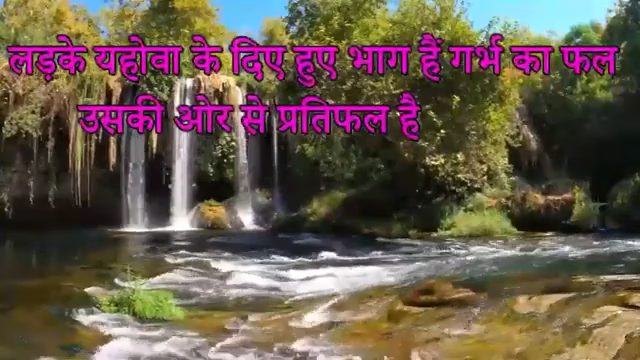 लड़के यहोवा के दिए हुए भाग हैं गर्भ का फल
उसकी ओर से प्रतिफल है